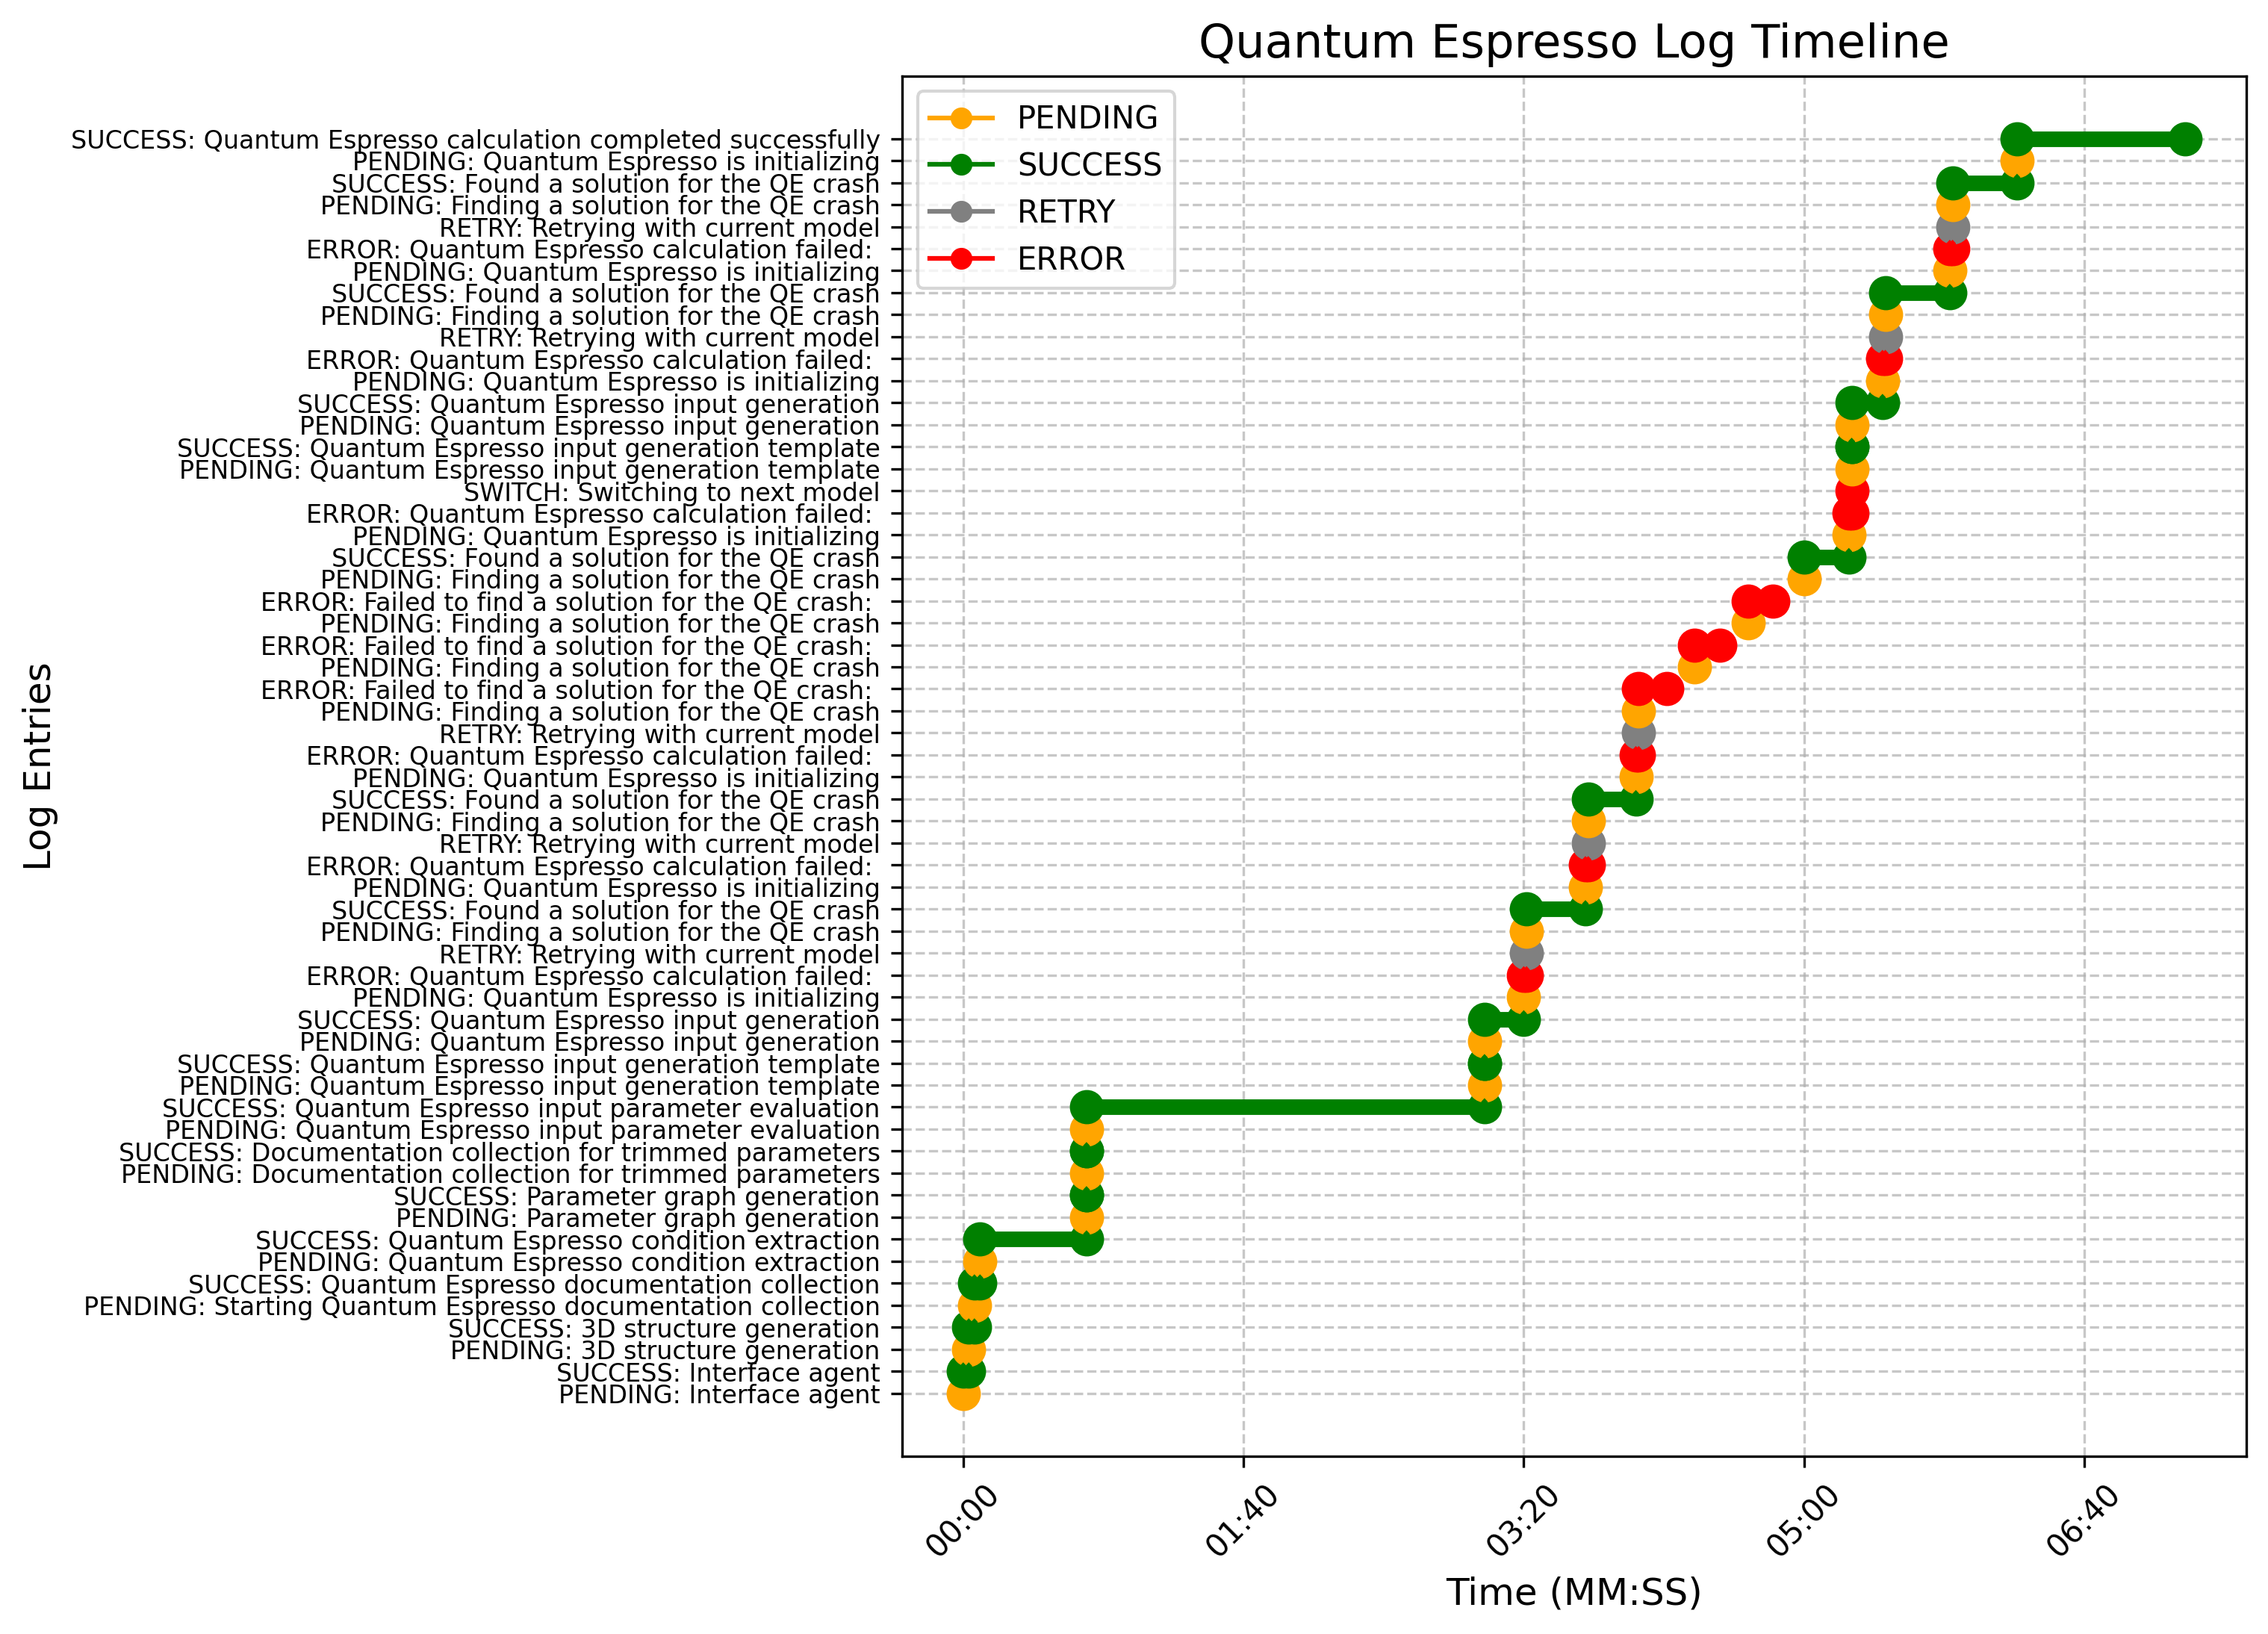 Quantum Espresso Log Timeline
PENDING
SUCCESS
RETRY
ERROR
Log Entries
SUCCESS: Quantum Espresso calculation completed successfully
PENDING: Quantum Espresso is initializing
SUCCESS: Found a solution for the QE crash
PENDING: Finding a solution for the QE crash
RETRY: Retrying with current model
ERROR: Quantum Espresso calculation failed:
PENDING: Quantum Espresso is initializing
SUCCESS: Found a solution for the QE crash
PENDING: Finding a solution for the QE crash
RETRY: Retrying with current model
ERROR: Quantum Espresso calculation failed:
PENDING: Quantum Espresso is initializing
SUCCESS: Quantum Espresso input generation
PENDING: Quantum Espresso input generation
SUCCESS: Quantum Espresso input generation template
PENDING: Quantum Espresso input generation template
SWITCH: Switching to next model
ERROR: Quantum Espresso calculation failed:
PENDING: Quantum Espresso is initializing
SUCCESS: Found a solution for the QE crash
PENDING: Finding a solution for the QE crash
ERROR: Failed to find a solution for the QE crash:
PENDING: Finding a solution for the QE crash
ERROR: Failed to find a solution for the QE crash:
PENDING: Finding a solution for the QE crash
ERROR: Failed to find a solution for the QE crash:
PENDING: Finding a solution for the QE crash
RETRY: Retrying with current model
ERROR: Quantum Espresso calculation failed:
PENDING: Quantum Espresso is initializing
SUCCESS: Found a solution for the QE crash
PENDING: Finding a solution for the QE crash
RETRY: Retrying with current model
ERROR: Quantum Espresso calculation failed:
PENDING: Quantum Espresso is initializing
SUCCESS: Found a solution for the QE crash
PENDING: Finding a solution for the QE crash
RETRY: Retrying with current model
ERROR: Quantum Espresso calculation failed:
PENDING: Quantum Espresso is initializing
SUCCESS: Quantum Espresso input generation
PENDING: Quantum Espresso input generation
SUCCESS: Quantum Espresso input generation template
PENDING: Quantum Espresso input generation template
SUCCESS: Quantum Espresso input parameter evaluation
PENDING: Quantum Espresso input parameter evaluation
SUCCESS: Documentation collection for trimmed parameters
PENDING: Documentation collection for trimmed parameters
SUCCESS: Parameter graph generation
PENDING: Parameter graph generation
SUCCESS: Quantum Espresso condition extraction
PENDING: Quantum Espresso condition extraction
SUCCESS: Quantum Espresso documentation collection
PENDING: Starting Quantum Espresso documentation collection
SUCCESS: 3D structure generation
PENDING: 3D structure generation
SUCCESS: Interface agent
PENDING: Interface agent
00:00
01:40
03:20
05:00
06:40
Time (MM:SS)